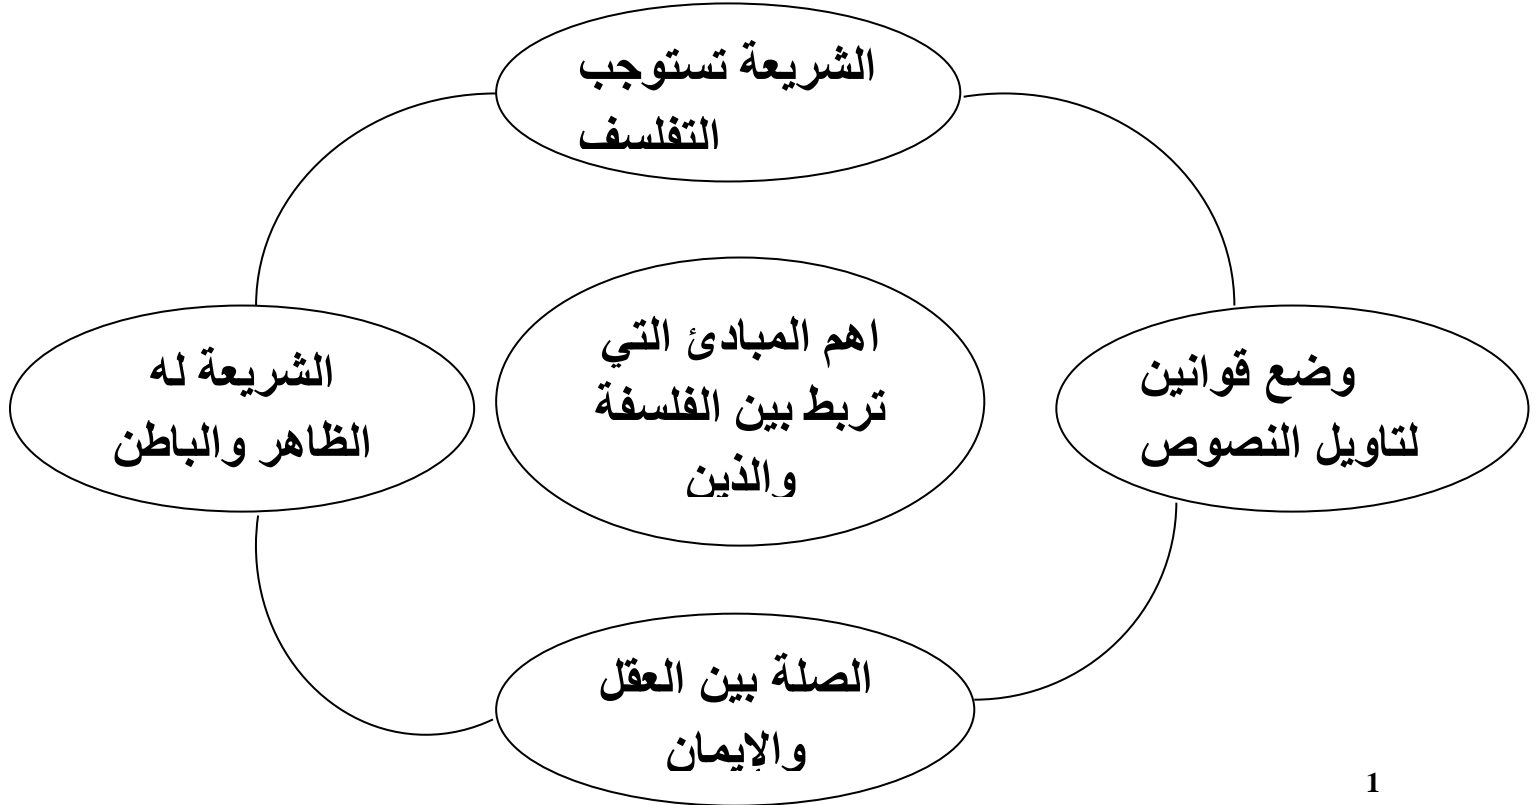 الشريعة تستوجب
التفلسف
وضع قوانين
لتاويل النصوص
اهم المبادئ التي
تربط بين الفلسفة
والذين
الشريعة له
الظاهر والباطن
الصلة بين العقل
والإيمان
1